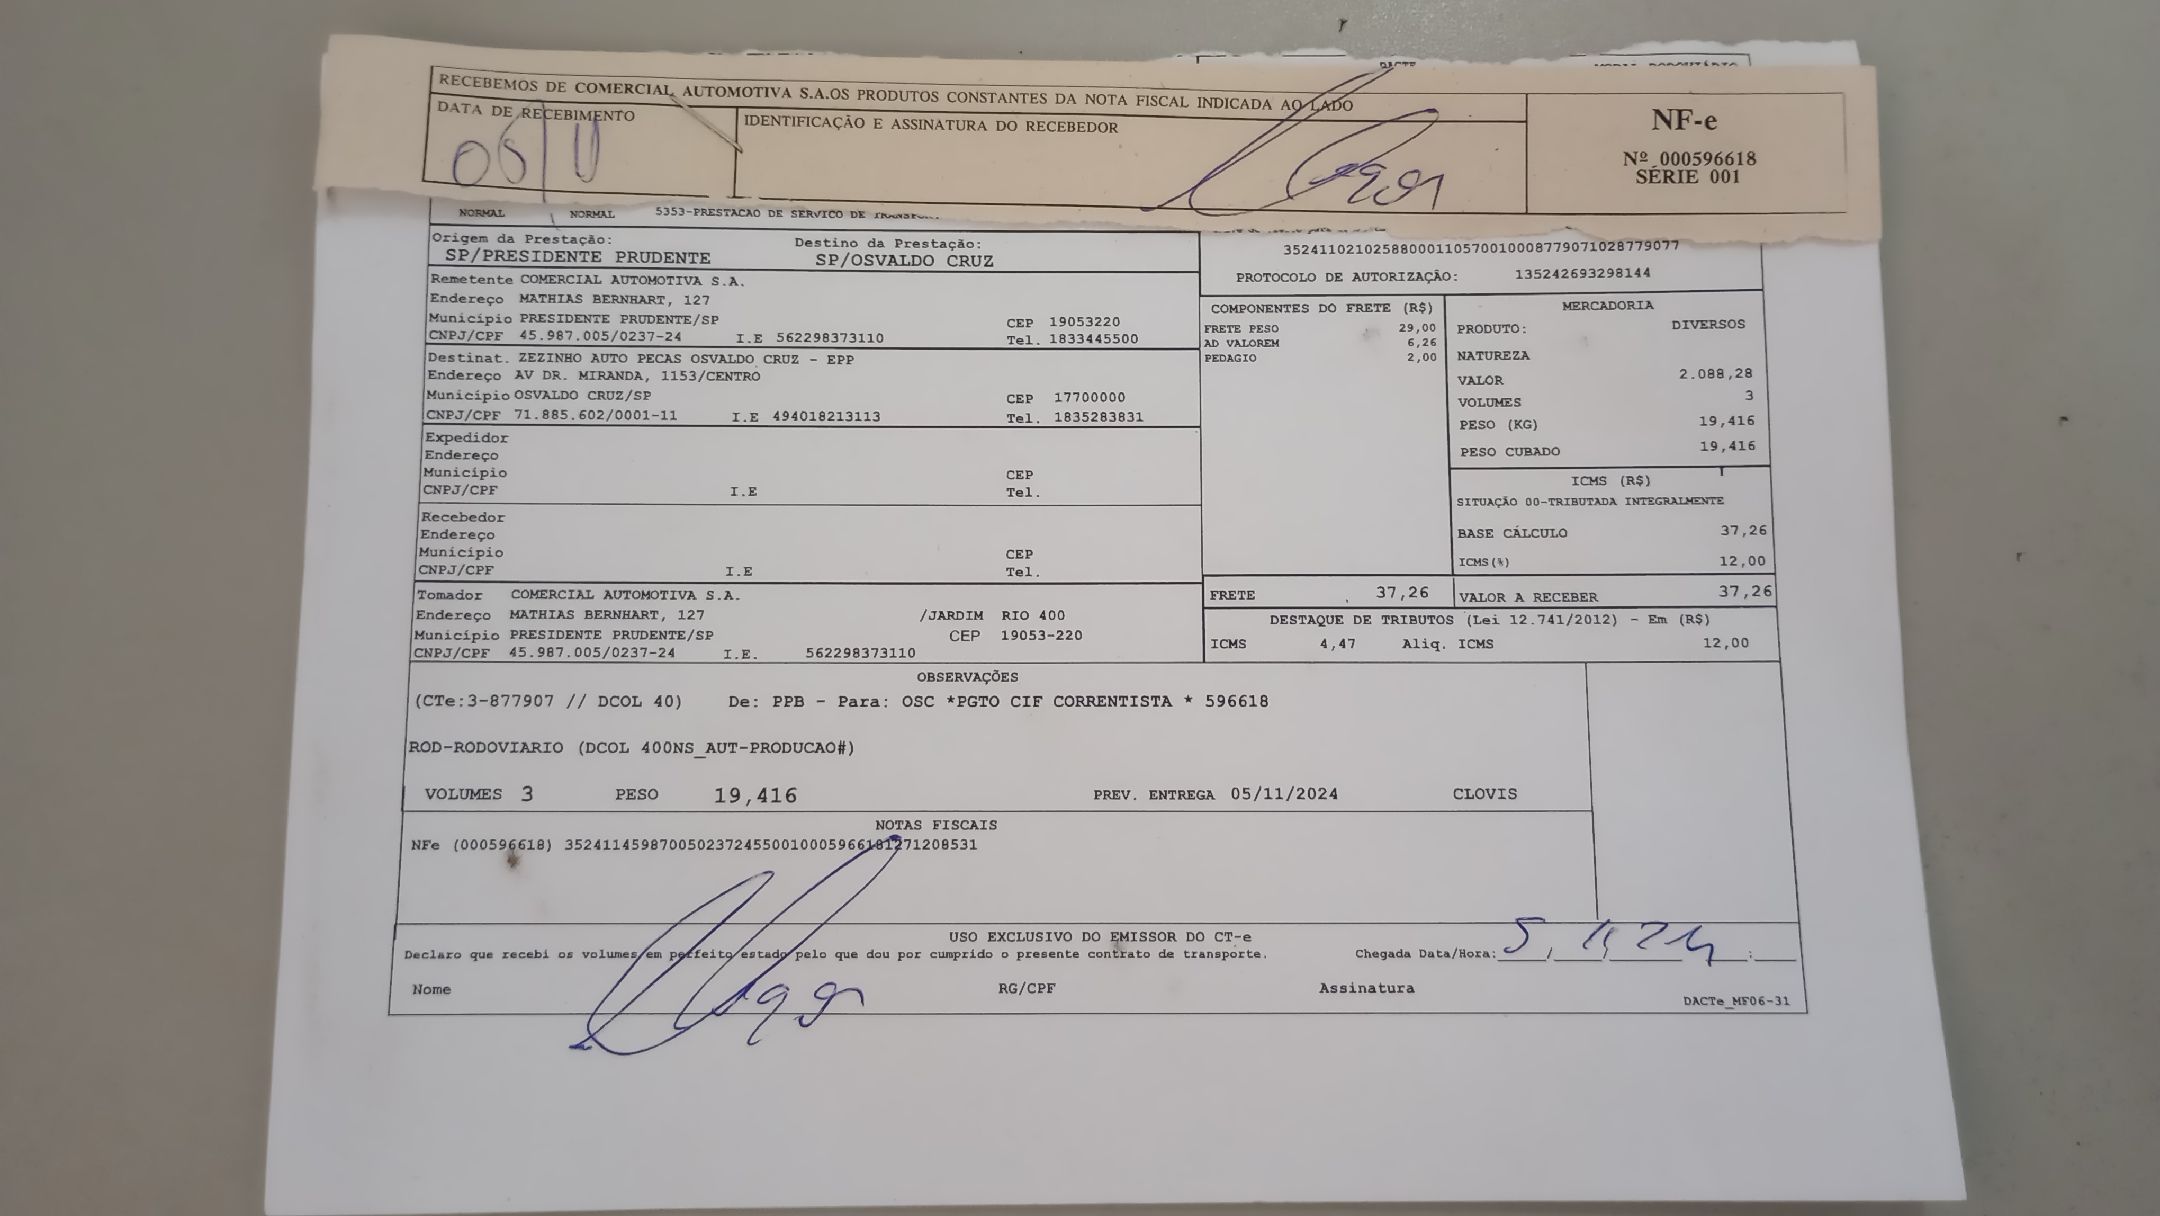 RECEBEMOS DE COMERCIAL AUTOMOTIVA S.A.OS PRODUTOS CONSTANTES DA NOTA FISCAL INDICADA AO LADO
DATA DE RECEBIMENTO
IDENTIFICAÇÃO E ASSINATURA DO RECEBEDOR
NF-e
Nº 000596618
SÉRIE 001
DACTE
NORMAL NORMAL 5353-PRESTACAO DE SERVICO DE
Origem da Prestação: Destino da Prestação:
SP/PRESIDENTE PRUDENTE SP/OSVALDO CRUZ
35241102102588000110570010008779071028779077
PROTOCOLO DE AUTORIZAÇÃO: 135242693298144
Remetente COMERCIAL AUTOMOTIVA S.A.
Endereço MATHIAS BERNHART, 127
Município PRESIDENTE PRUDENTE/SP CEP 19053220
CNPJ/CPF 45.987.005/0237-24 I.E 562298373110 Tel. 1833445500
Destinat. ZEZINHO AUTO PECAS OSVALDO CRUZ - EPP
Endereço AV DR. MIRANDA, 1153/CENTRO
Município OSVALDO CRUZ/SP CEP 17700000
CNPJ/CPF 71.885.602/0001-11 I.E 494018213113 Tel. 1835283831
Expedidor
Endereço
Município CEP
CNPJ/CPF I.E Tel.
Recebedor
Endereço
Município CEP
CNPJ/CPF I.E Tel.
Tomador COMERCIAL AUTOMOTIVA S.A.
Endereço MATHIAS BERNHART, 127 /JARDIM RIO 400
Município PRESIDENTE PRUDENTE/SP CEP 19053-220
CNPJ/CPF 45.987.005/0237-24 I.E. 562298373110
COMPONENTES DO FRETE (R$)
FRETE PESO 29,00
AD VALOREM 6,26
PEDAGIO 2,00
MERCADORIA
PRODUTO: DIVERSOS
NATUREZA
VALOR 2.088,28
VOLUMES 3
PESO (KG) 19,416
PESO CUBADO 19,416
ICMS (R$)
SITUAÇÃO 00-TRIBUTADA INTEGRALMENTE
BASE CÁLCULO 37,26
ICMS(%) 12,00
FRETE 37,26 VALOR A RECEBER 37,26
DESTAQUE DE TRIBUTOS (Lei 12.741/2012) - Em (R$)
ICMS 4,47 Aliq. ICMS 12,00
OBSERVAÇÕES
(CTe:3-877907 // DCOL 40) De: PPB - Para: OSC *PGTO CIF CORRENTISTA * 596618
ROD-RODOVIARIO (DCOL 400NS_AUT-PRODUCAO#)
VOLUMES 3 PESO 19,416 PREV. ENTREGA 05/11/2024 CLOVIS
NOTAS FISCAIS
NFe (000596618) 35241145987005023724550010005966181271208531
USO EXCLUSIVO DO EMISSOR DO CT-e
Declaro que recebi os volumes em perfeito estado pelo que dou por cumprido o presente contrato de transporte. Chegada Data/Hora: 5, 11, 24
Nome RG/CPF Assinatura
DACTe_MF06-31